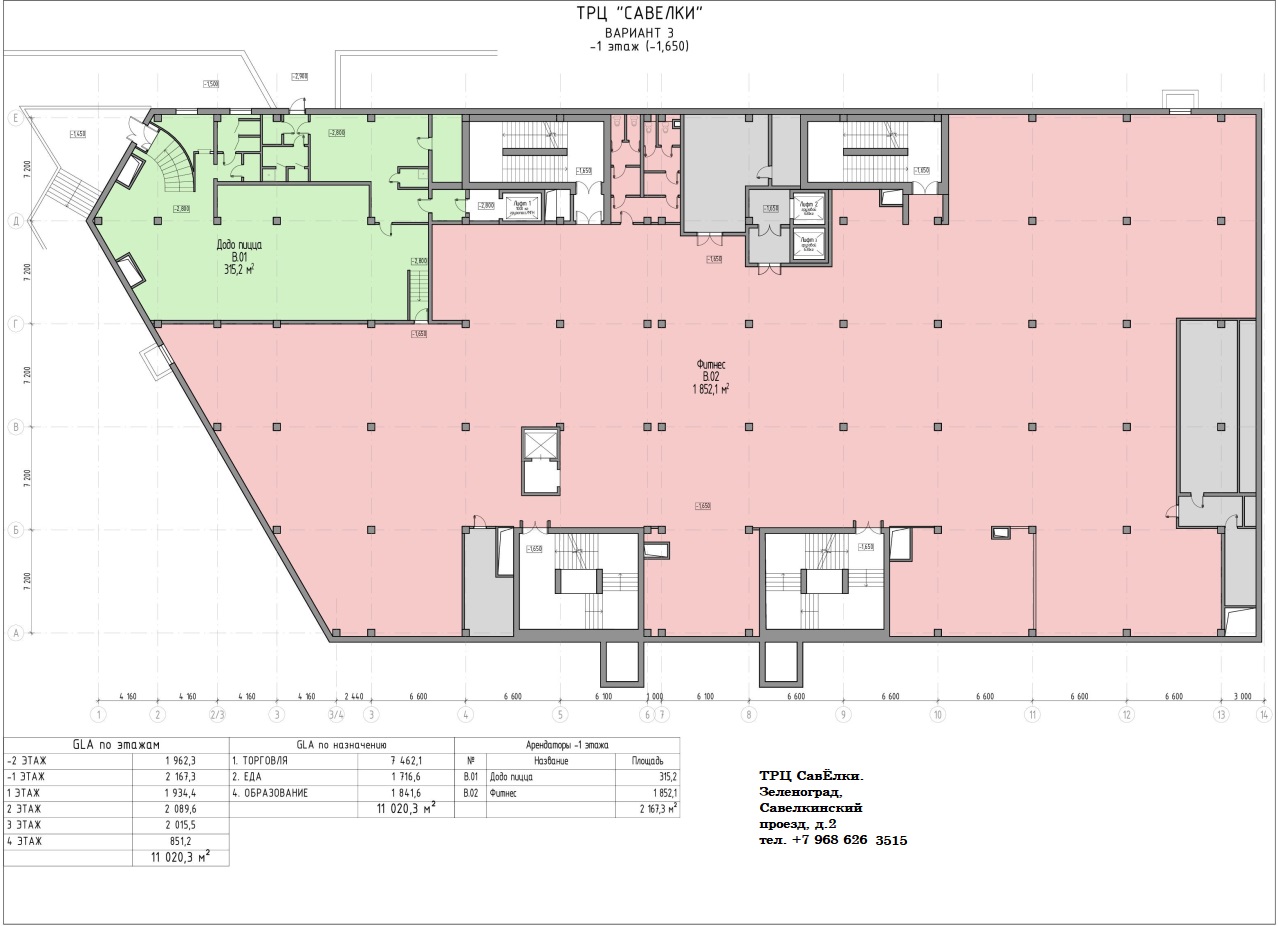 ТРЦ "САВЕЛКИ"
ВАРИАНТ 3
-1 этаж (-1,650)
-2,900
-1,500
-1,450
-2,800
-1,650
-1,650
Е
7 200
-2,800
-2,800
Лифт 1
-1,650
Лифт 2
Д
Додо пицца
В.01
315,2 м²
Лифт 3
7 200
-2,800
-1,650
Г
-1,650
Фитнес
В.02
1 852,1 м²
7 200
В
7 200
-1,650
Б
-1,650
-1,650
7 200
А
4 160 4 160 4 160 4 160 2 440 6 600 6 600 6 100 1 000 6 100 6 600 6 600 6 600 6 600 6 600 3 000
1 2 2/3 3 3/4 3 4 5 6 7 8 9 10 11 12 13 14
GLA по этажам
-2 ЭТАЖ 1 962,3
-1 ЭТАЖ 2 167,3
1 ЭТАЖ 1 934,4
2 ЭТАЖ 2 089,6
3 ЭТАЖ 2 015,5
4 ЭТАЖ 851,2
11 020,3 м²
GLA по назначению
1. ТОРГОВЛЯ 7 462,1
2. ЕДА 1 716,6
4. ОБРАЗОВАНИЕ 1 841,6
11 020,3 м²
Арендаторы -1 этажа
№ Название Площадь
В.01 Додо пицца 315,2
В.02 Фитнес 1 852,1
2 167,3 м²
ТРЦ СавЁлки.
Зеленоград,
Савелкинский
проезд, д.2
тел. +7 968 626 3515